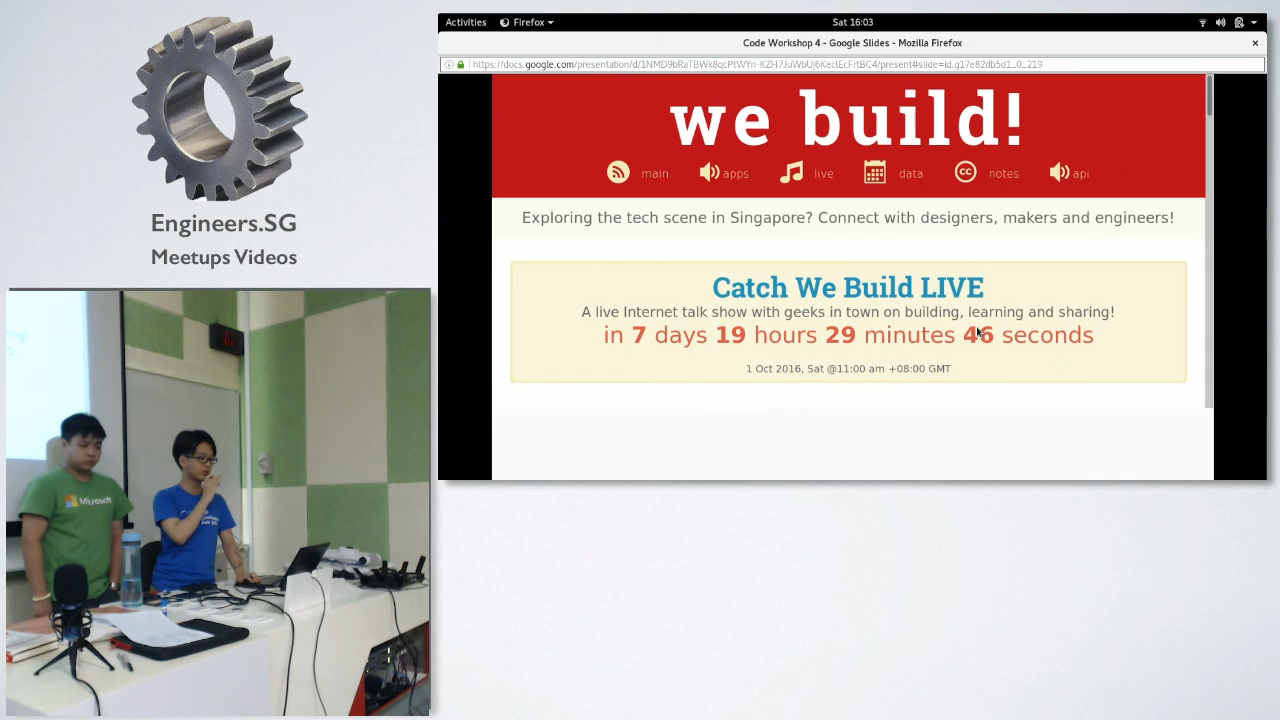 Engineers.SG
Meetups Videos
Microsoft
Activities Firefox Sat 16:03
Code Workshop 4 - Google Slides - Mozilla Firefox
we build!
main apps live data notes api
Exploring the tech scene in Singapore? Connect with designers, makers and engineers!
Catch We Build LIVE
A live Internet talk show with geeks in town on building, learning and sharing!
in 7 days 19 hours 29 minutes 46 seconds
1 Oct 2016, Sat @11:00 am +08:00 GMT